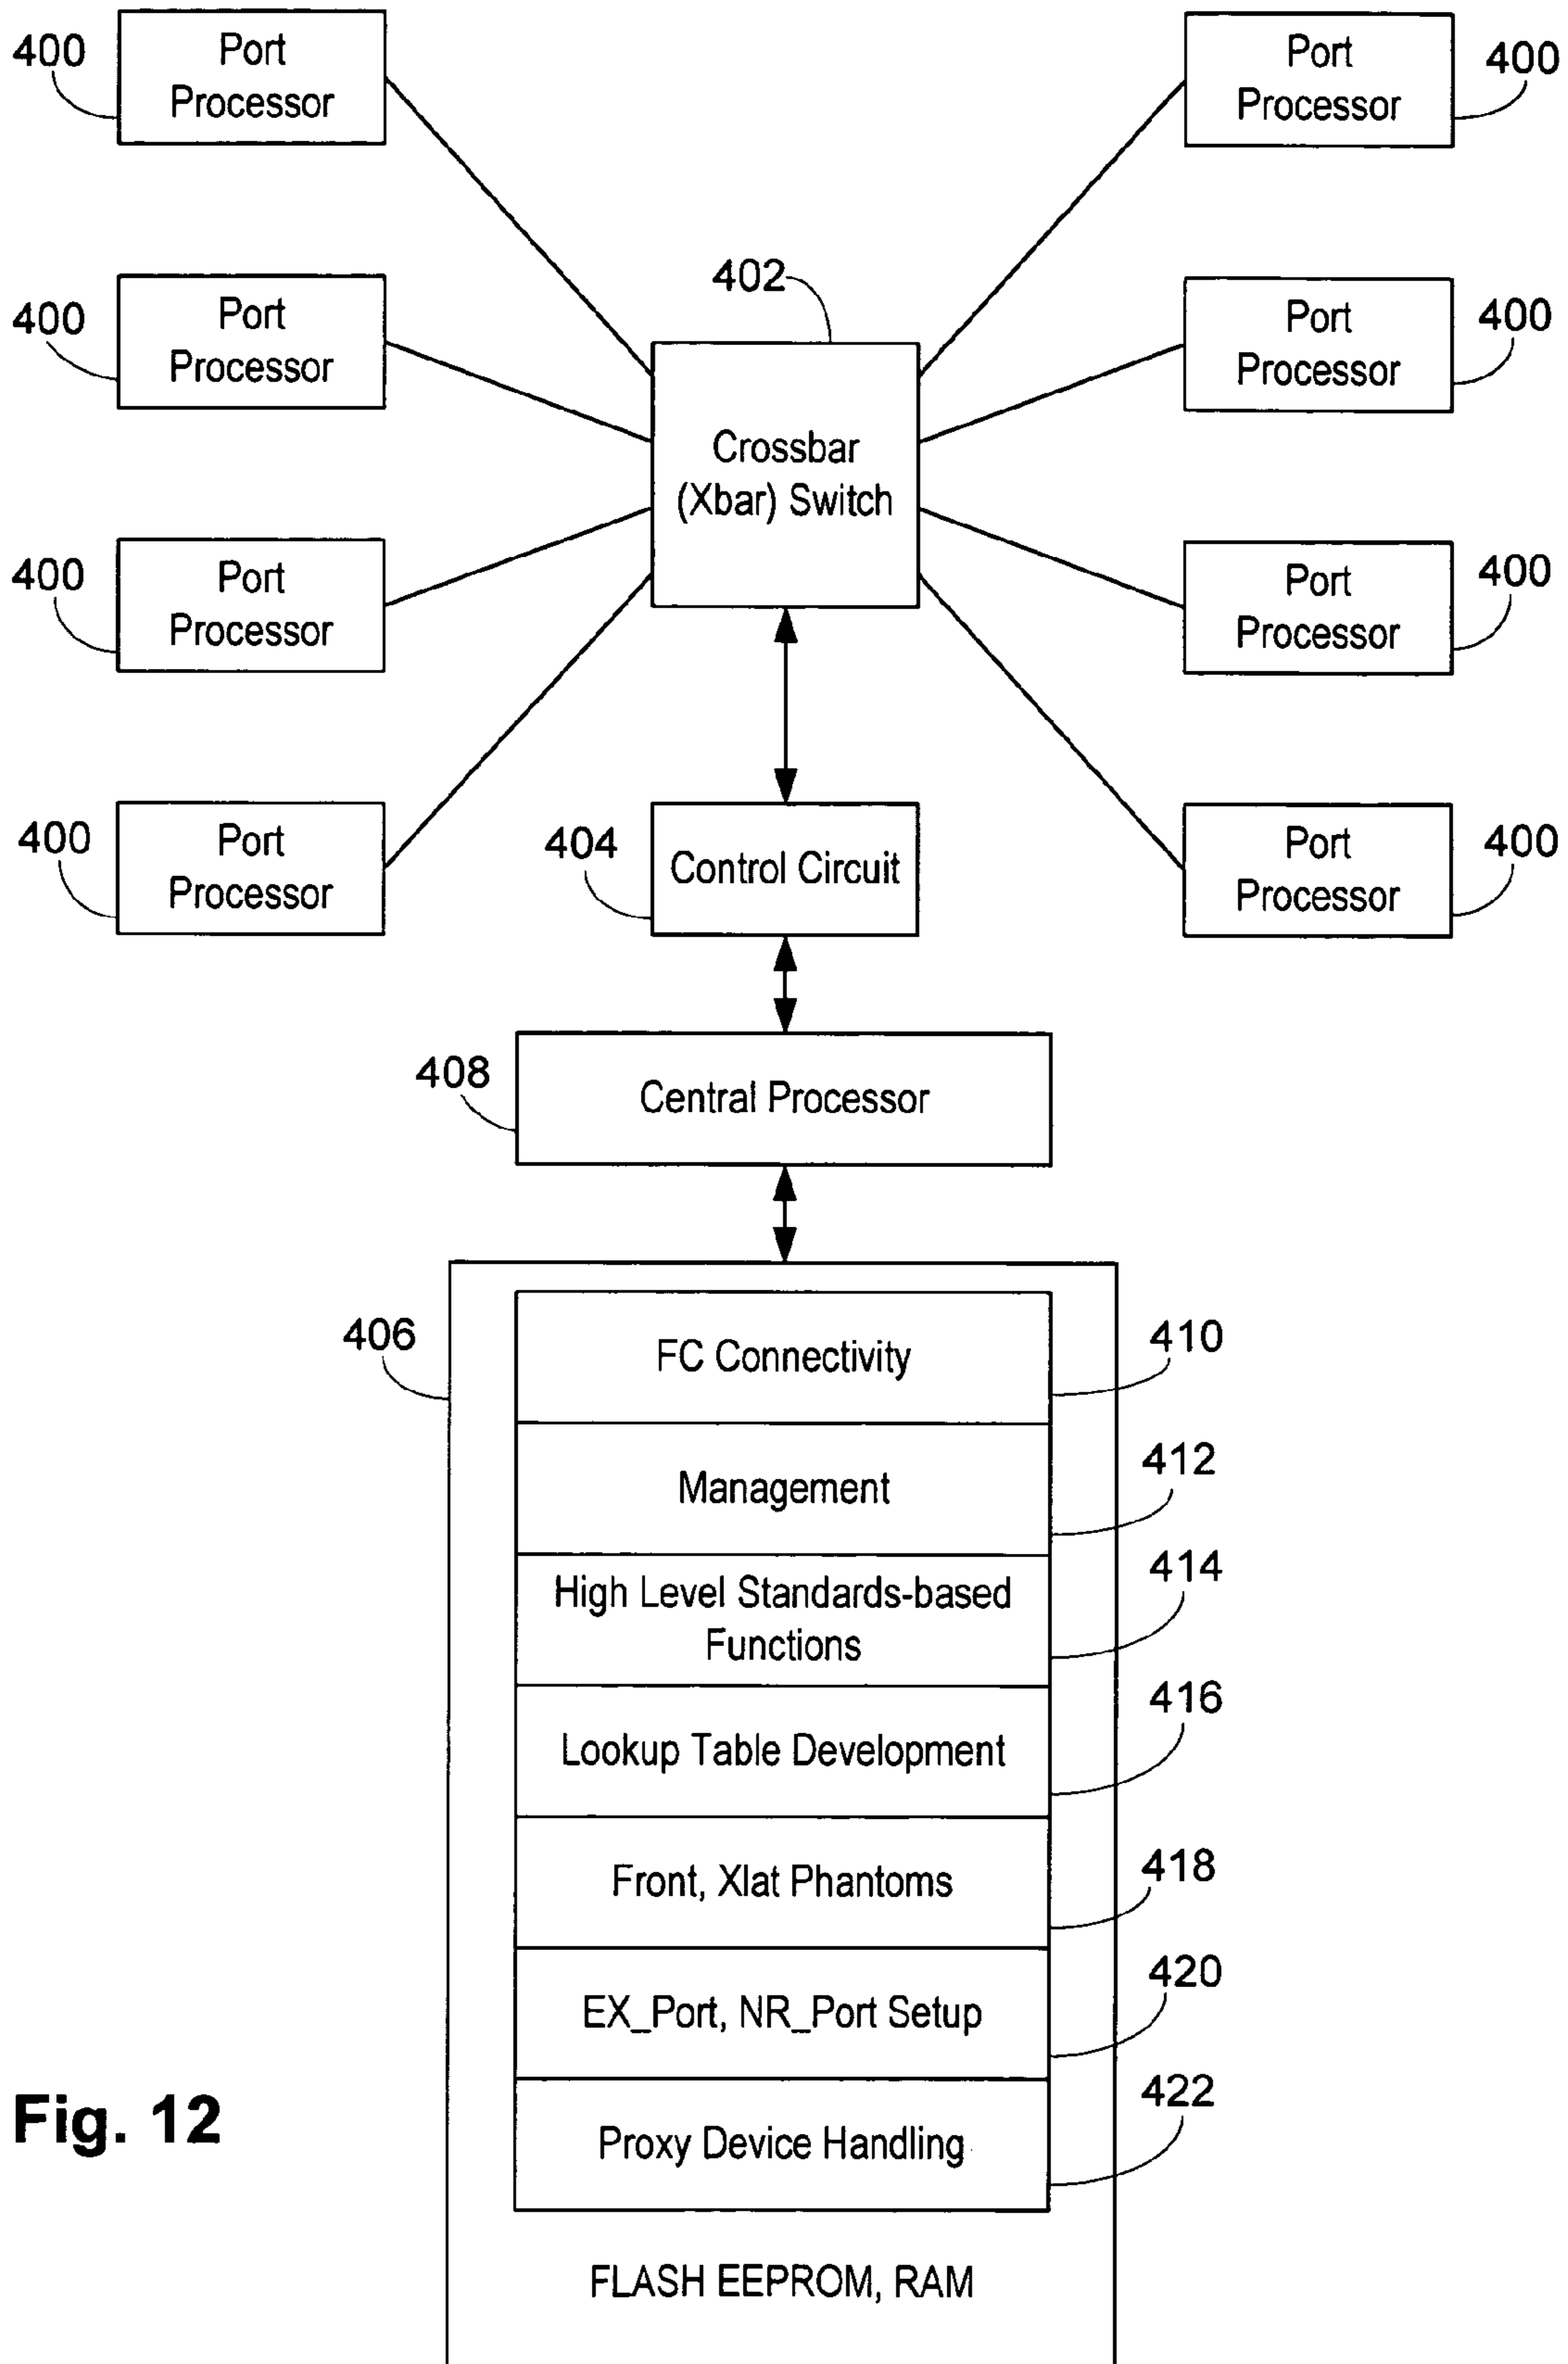 400
Port
Processor
Port
Processor
400
400
Port
Processor
402
Port
Processor
400
Crossbar
(Xbar) Switch
400
Port
Processor
Port
Processor
400
400
Port
Processor
404
Control Circuit
Port
Processor
400
408
Central Processor
406
FC Connectivity
410
Management
412
High Level Standards-based
Functions
414
Lookup Table Development
416
Front, Xlat Phantoms
418
EX_Port, NR_Port Setup
420
Proxy Device Handling
422
FLASH EEPROM, RAM
Fig. 12